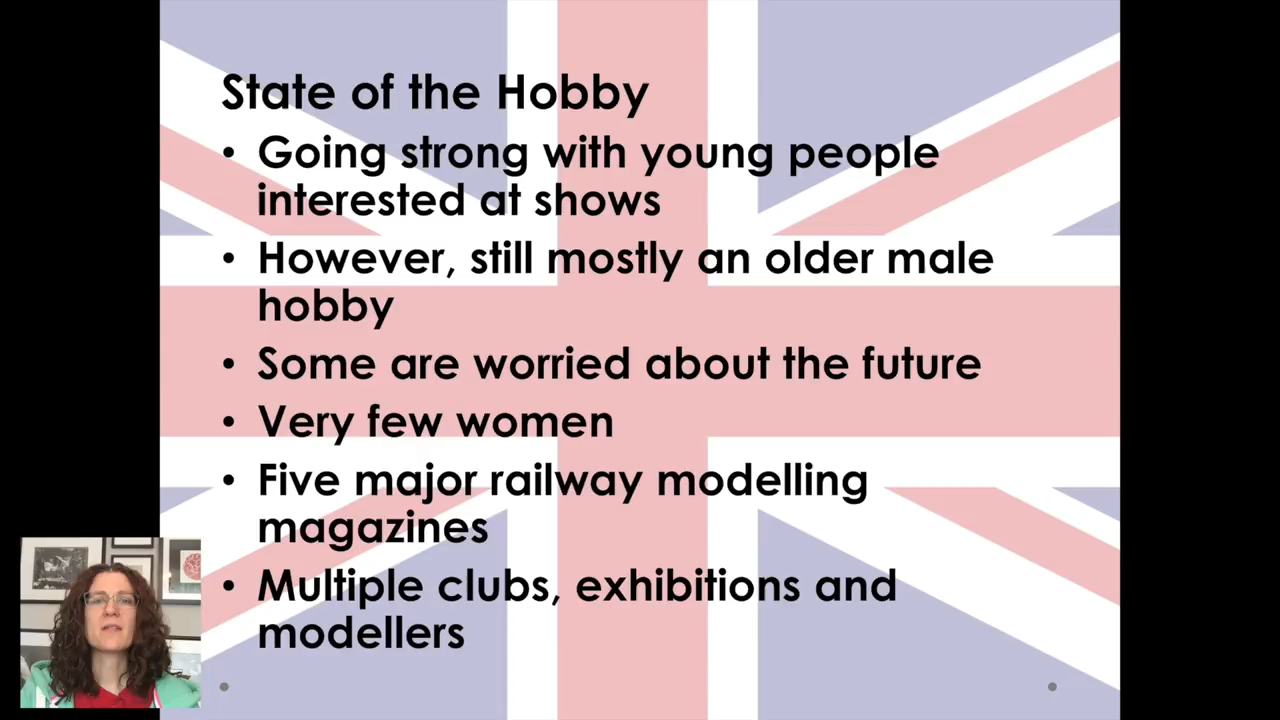 State of the Hobby
• Going strong with young people
interested at shows
• However, still mostly an older male
hobby
• Some are worried about the future
• Very few women
• Five major railway modelling
magazines
• Multiple clubs, exhibitions and
modellers